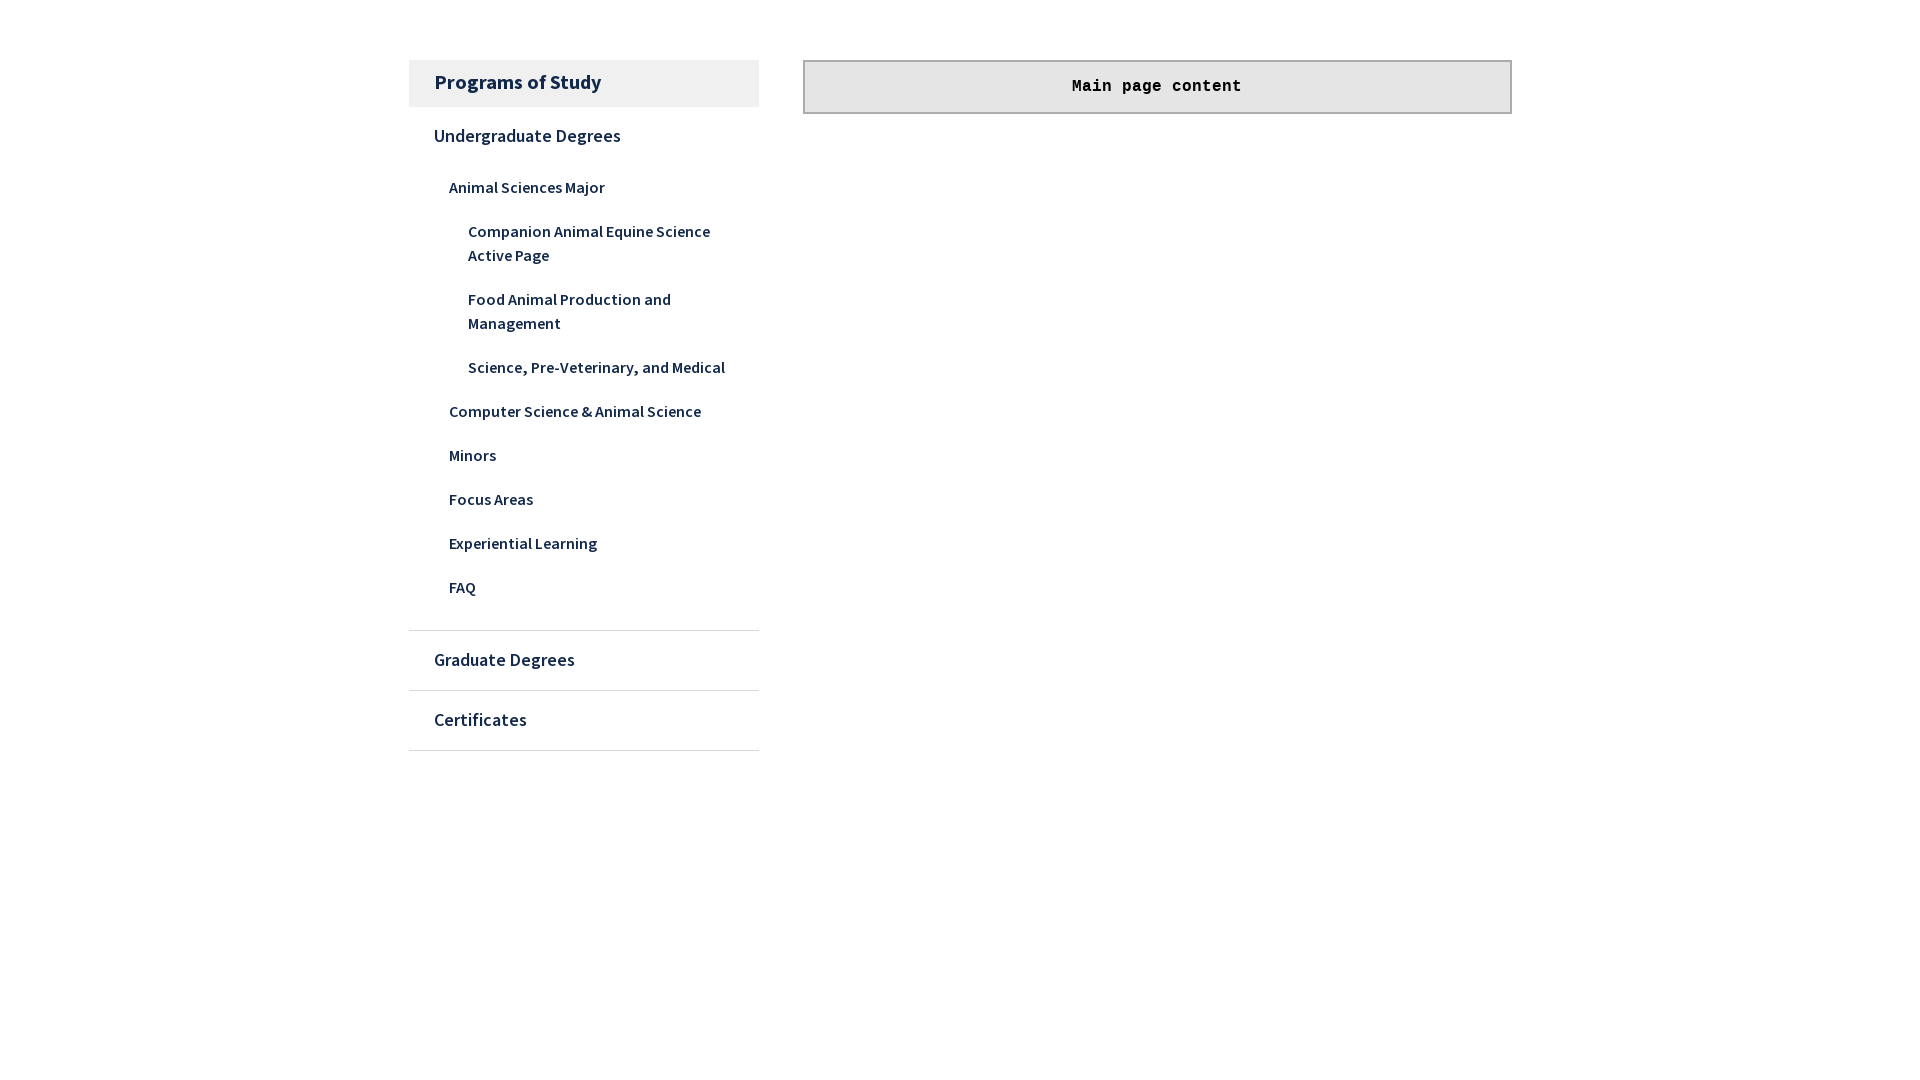 Programs of Study
Undergraduate Degrees
Animal Sciences Major
Companion Animal Equine Science
Active Page
Food Animal Production and
Management
Science, Pre-Veterinary, and Medical
Computer Science & Animal Science
Minors
Focus Areas
Experiential Learning
FAQ
Graduate Degrees
Certificates
Main page content